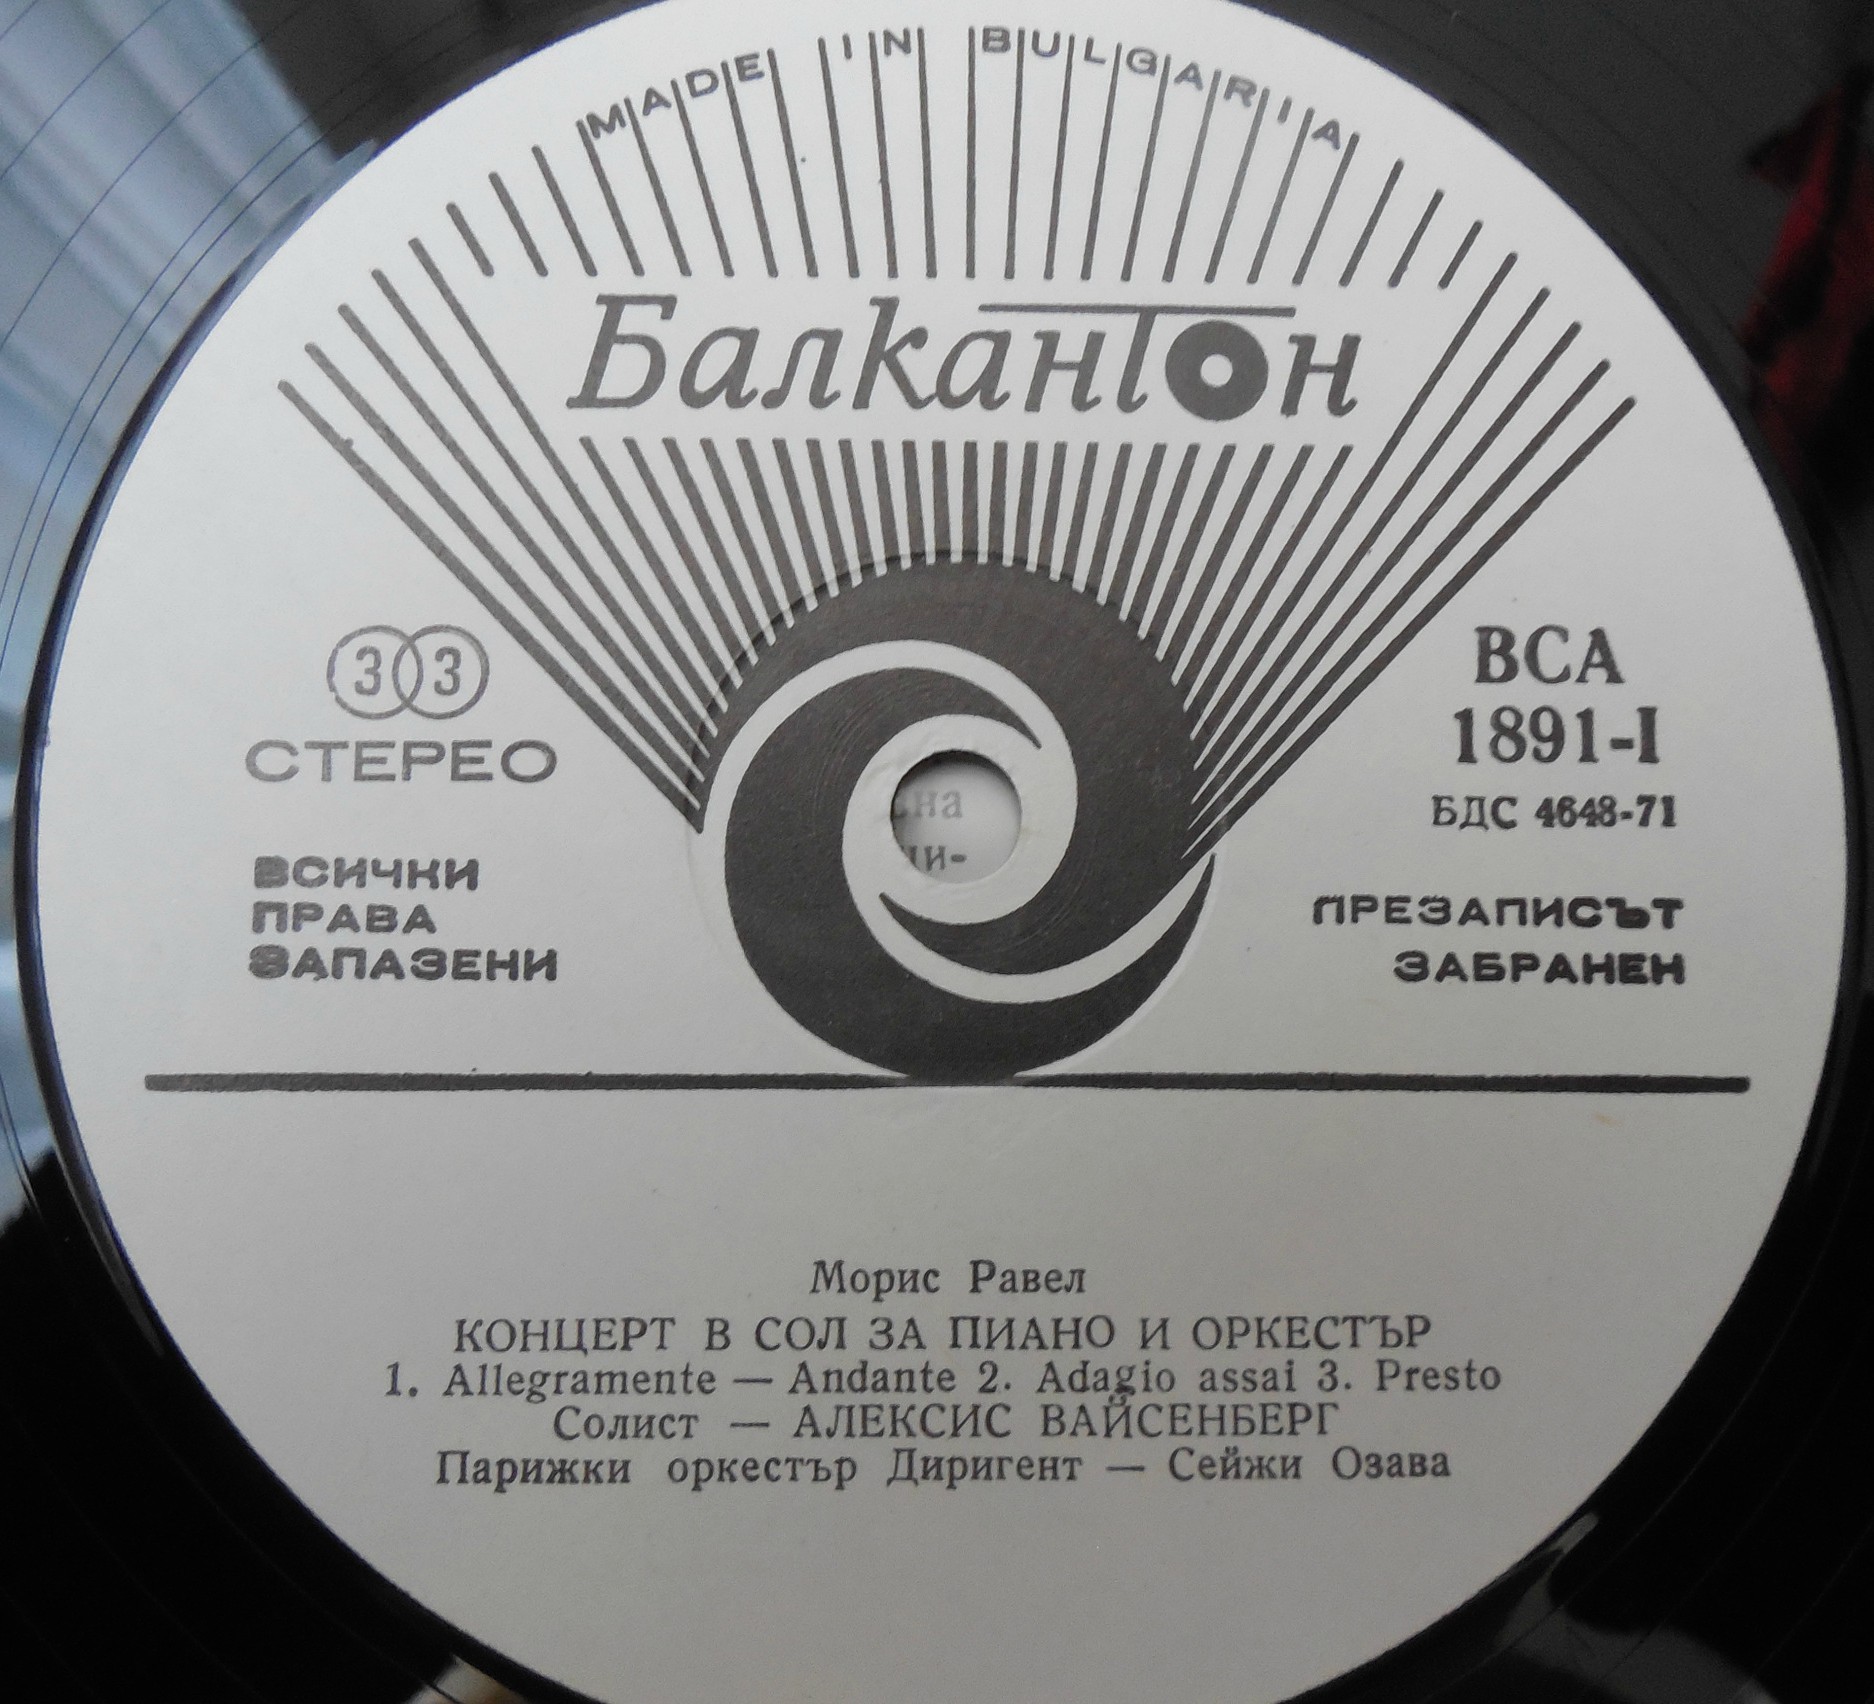 MADE IN BULGARIA
Балкантон
33
СТЕРЕО
ВСИЧКИ
ПРАВА
ЗАПАЗЕНИ
ВСА
1891-I
БДС 4648-71
ПРЕЗАПИСЪТ
ЗАБРАНЕН
Морис Равел
КОНЦЕРТ В СОЛ ЗА ПИАНО И ОРКЕСТЪР
1. Allegramente — Andante 2. Adagio assai 3. Presto
Солист — АЛЕКСИС ВАЙСЕНБЕРГ
Парижки оркестър Диригент — Сейжи Озава